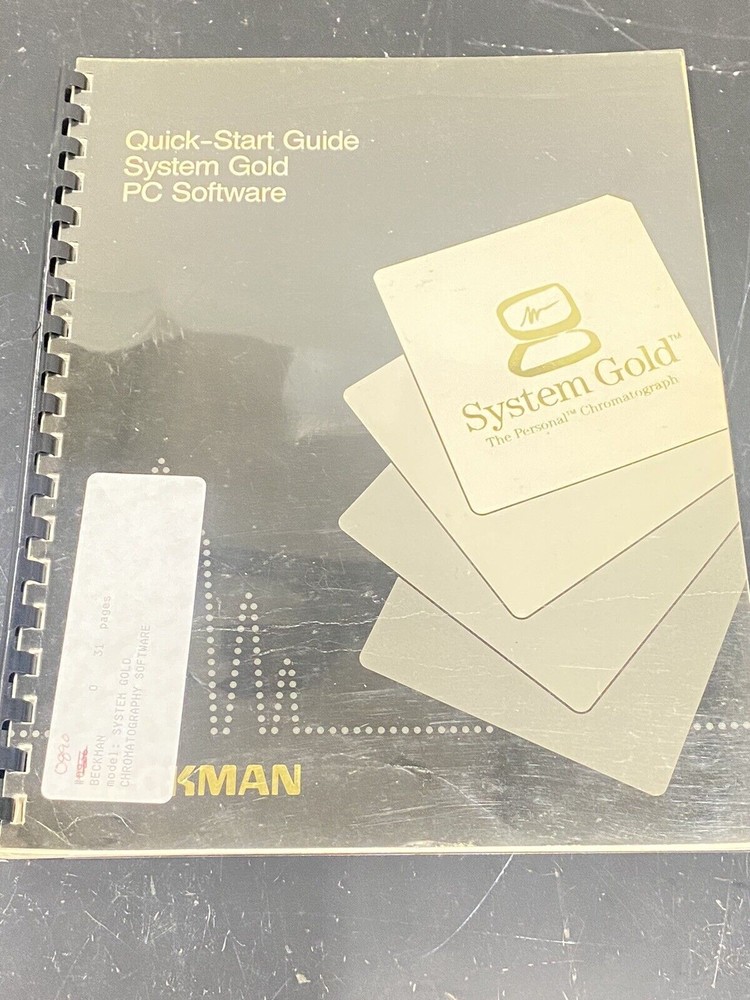 Quick-Start Guide
System Gold
PC Software
System Gold™
The Personal™ Chromatograph
BECKMAN 0 31 pages
model: SYSTEM GOLD
CHROMATOGRAPHY SOFTWARE
KMAN